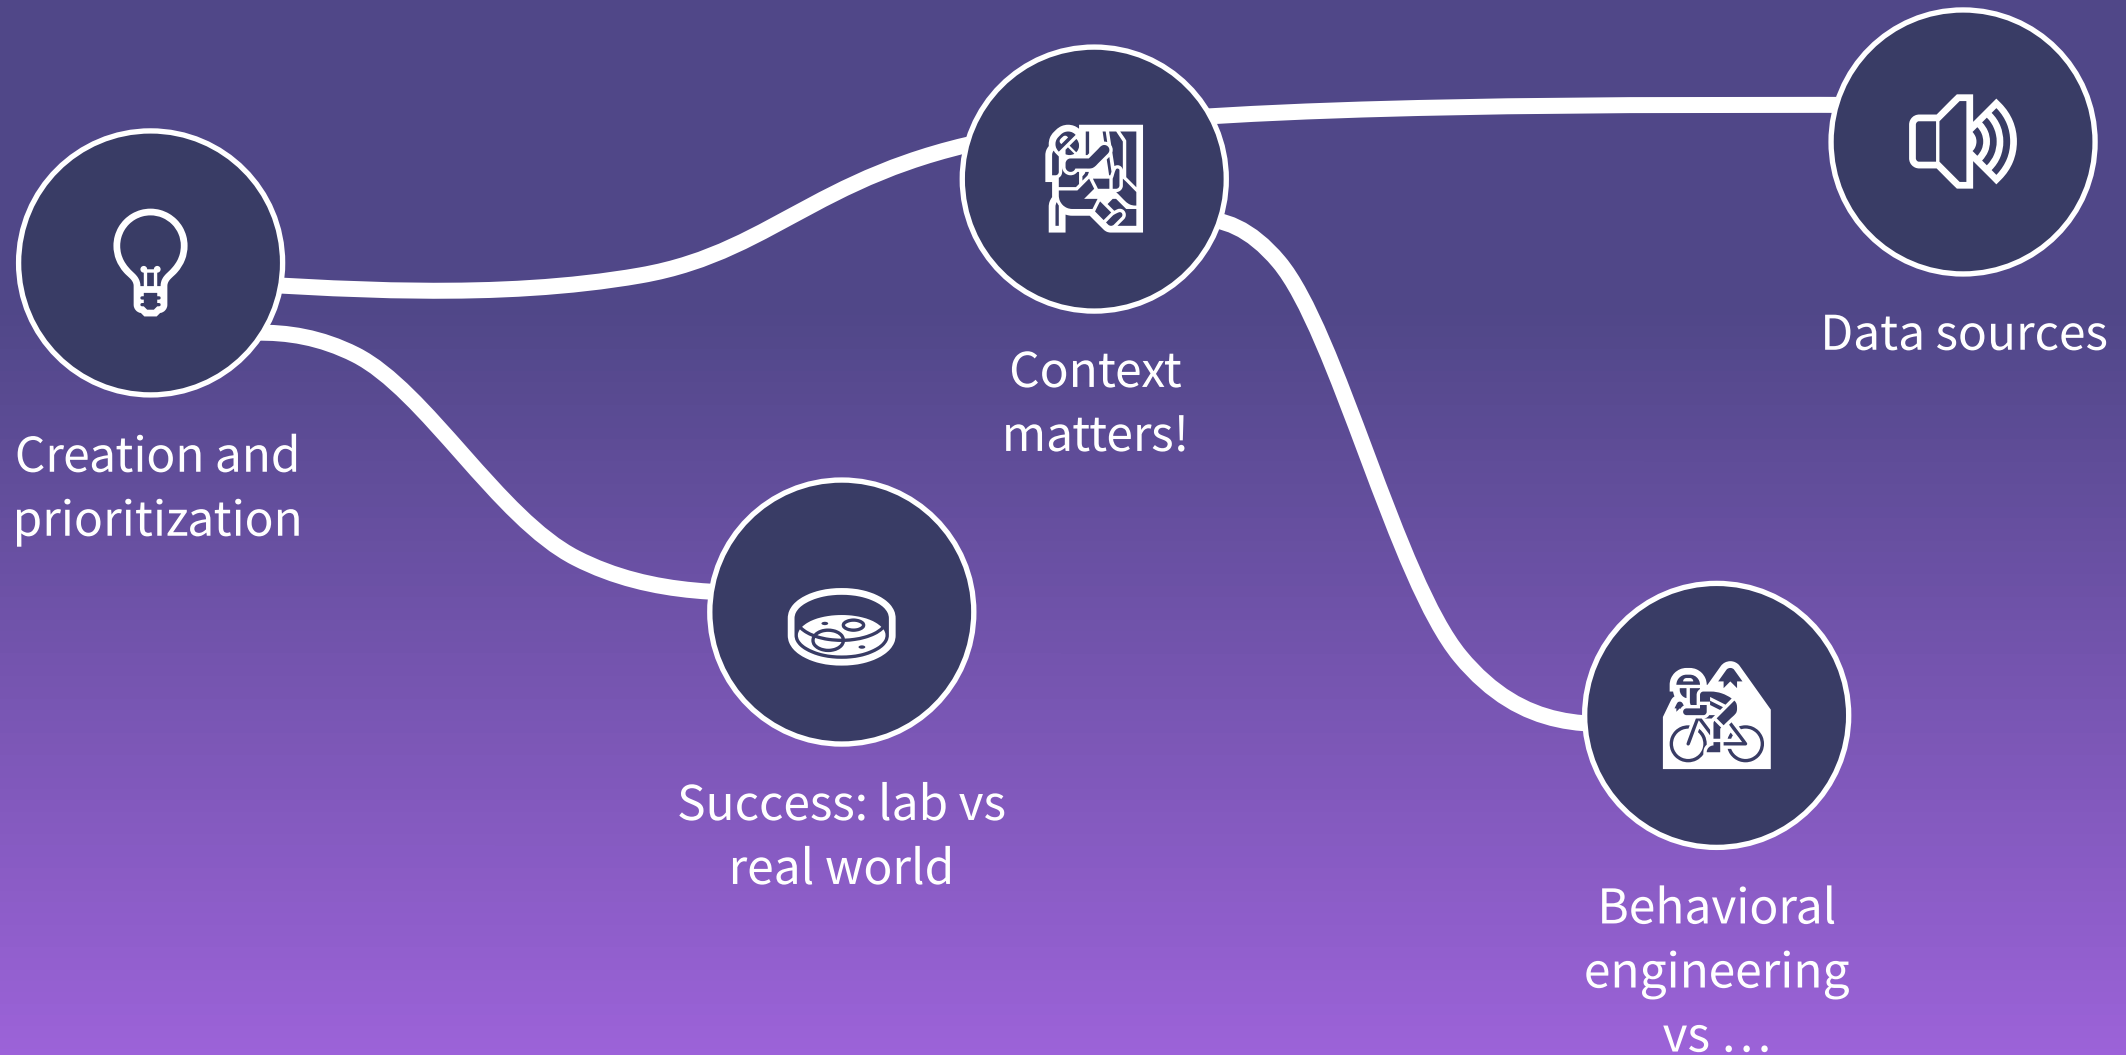 Creation and
prioritization
Success: lab vs
real world
Context
matters!
Data sources
Behavioral
engineering
vs …